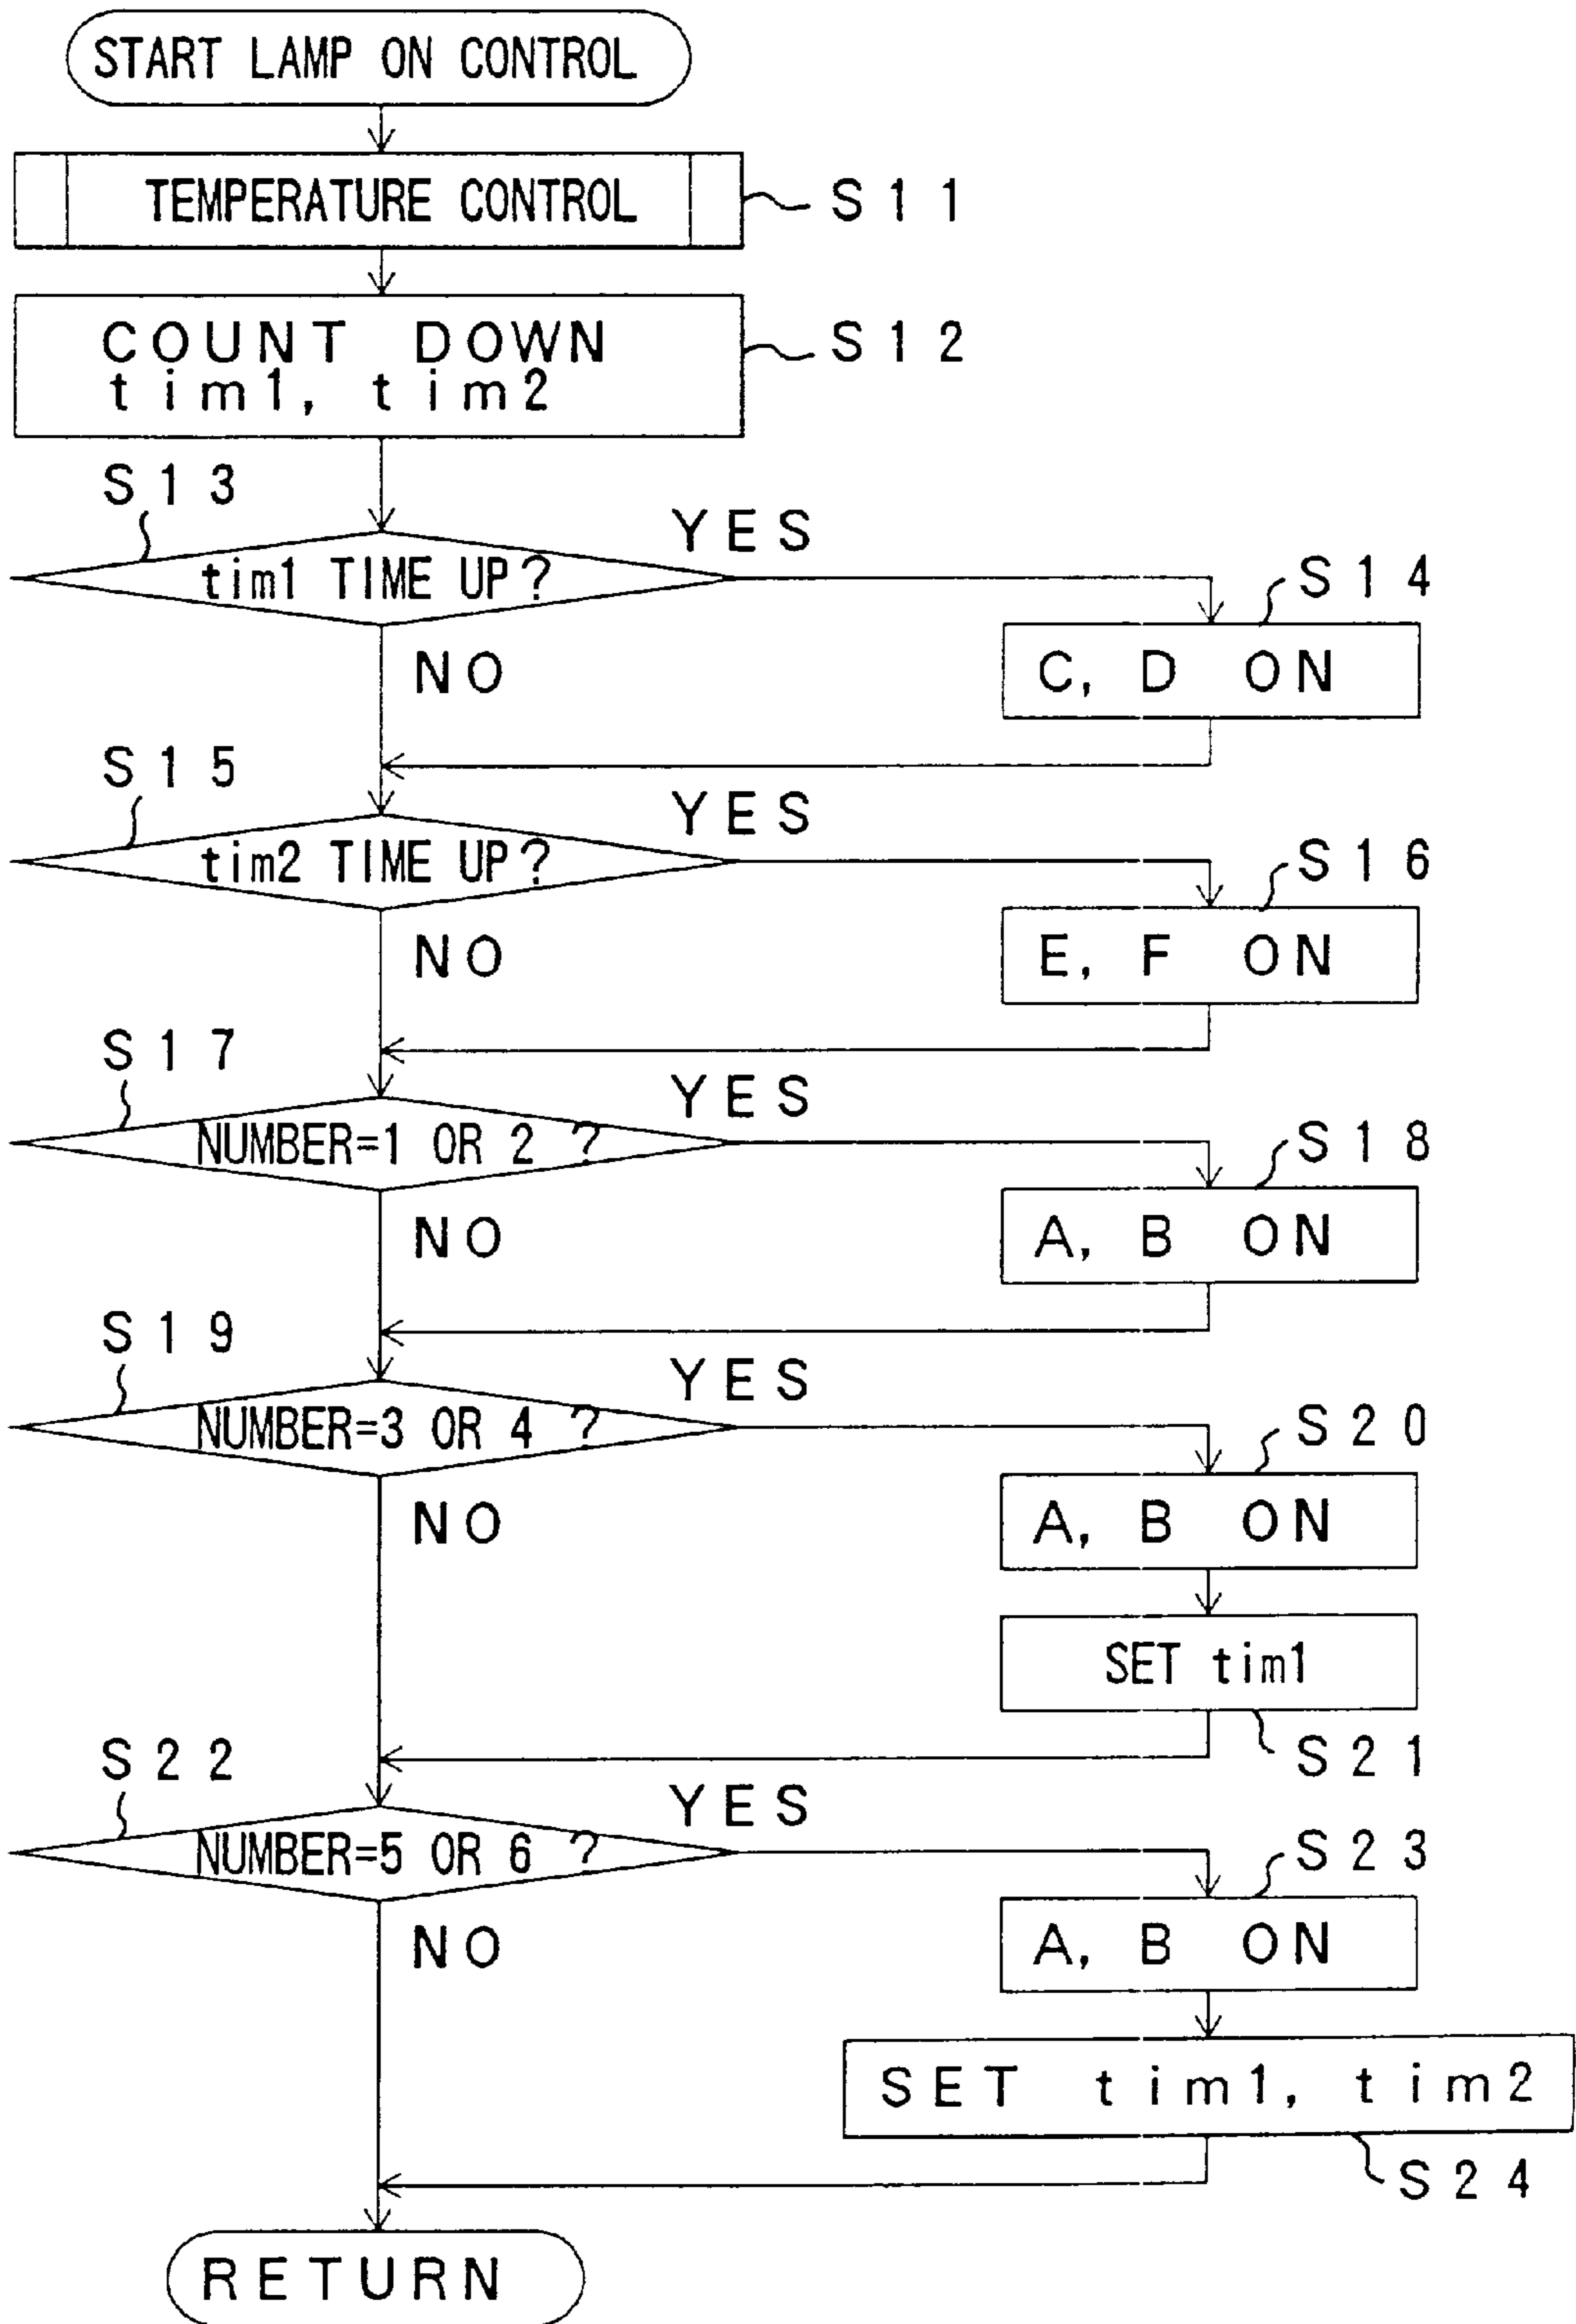 START LAMP ON CONTROL
TEMPERATURE CONTROL
S11
COUNT DOWN
tim1, tim2
S12
S13
tim1 TIME UP?
YES
NO
S14
C, D ON
S15
tim2 TIME UP?
YES
NO
S16
E, F ON
S17
NUMBER=1 OR 2 ?
YES
NO
S18
A, B ON
S19
NUMBER=3 OR 4 ?
YES
NO
S20
A, B ON
SET tim1
S21
S22
NUMBER=5 OR 6 ?
YES
NO
S23
A, B ON
SET tim1, tim2
S24
RETURN